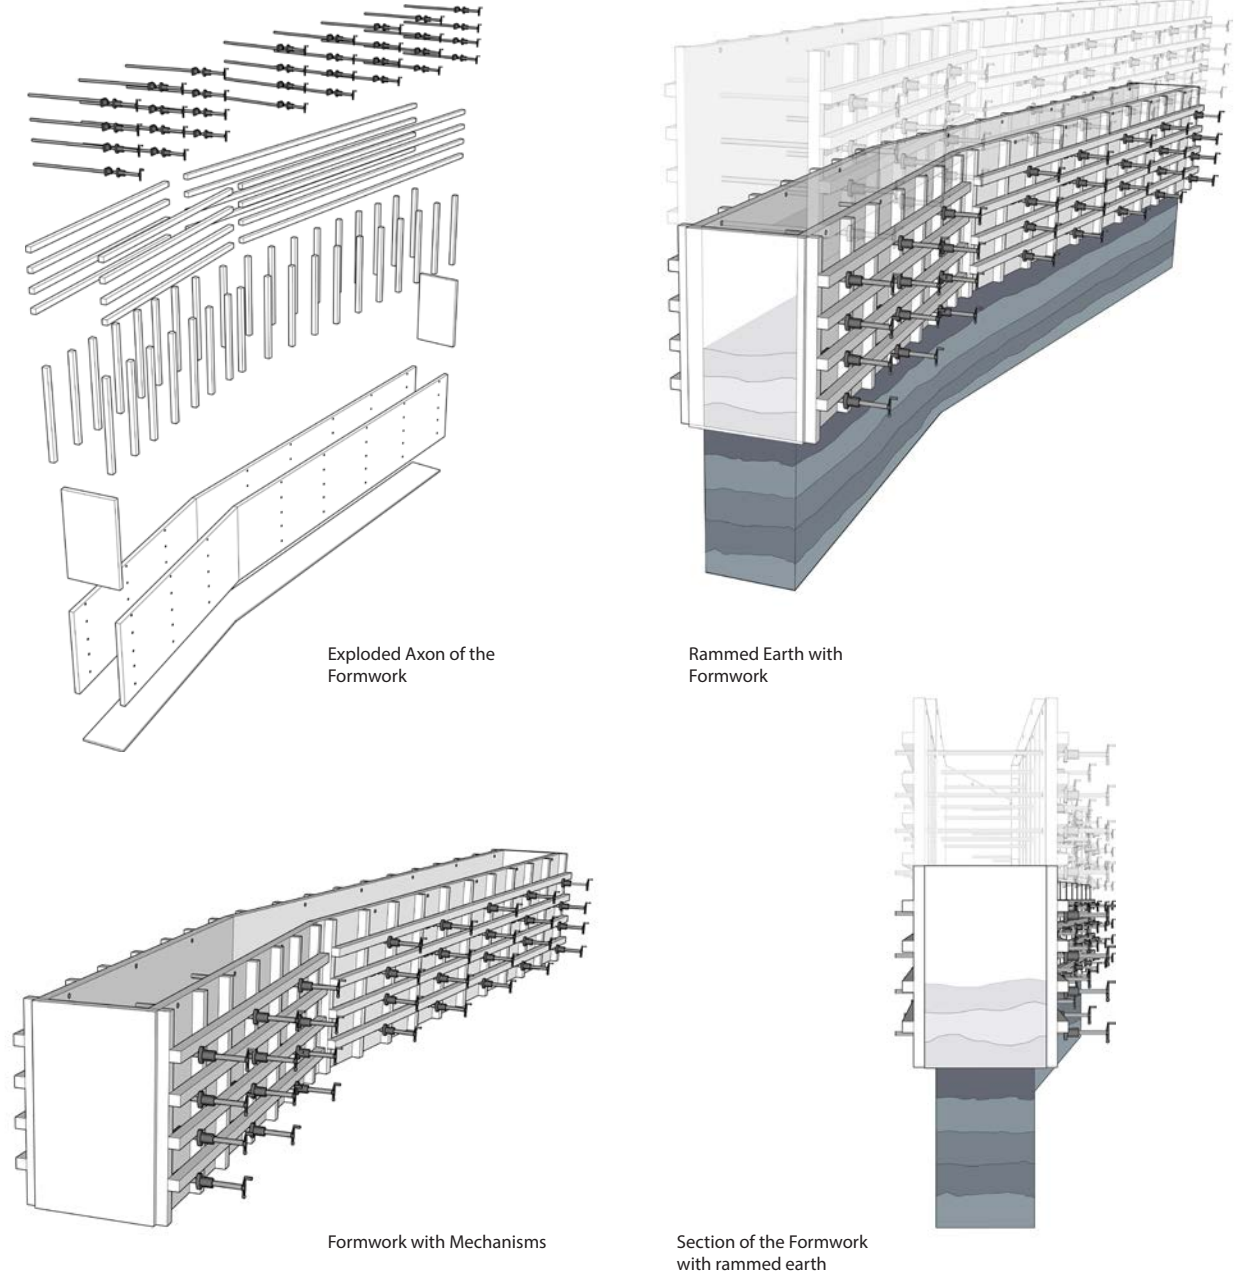 Exploded Axon of the
Formwork
Rammed Earth with
Formwork
Formwork with Mechanisms
Section of the Formwork
with rammed earth